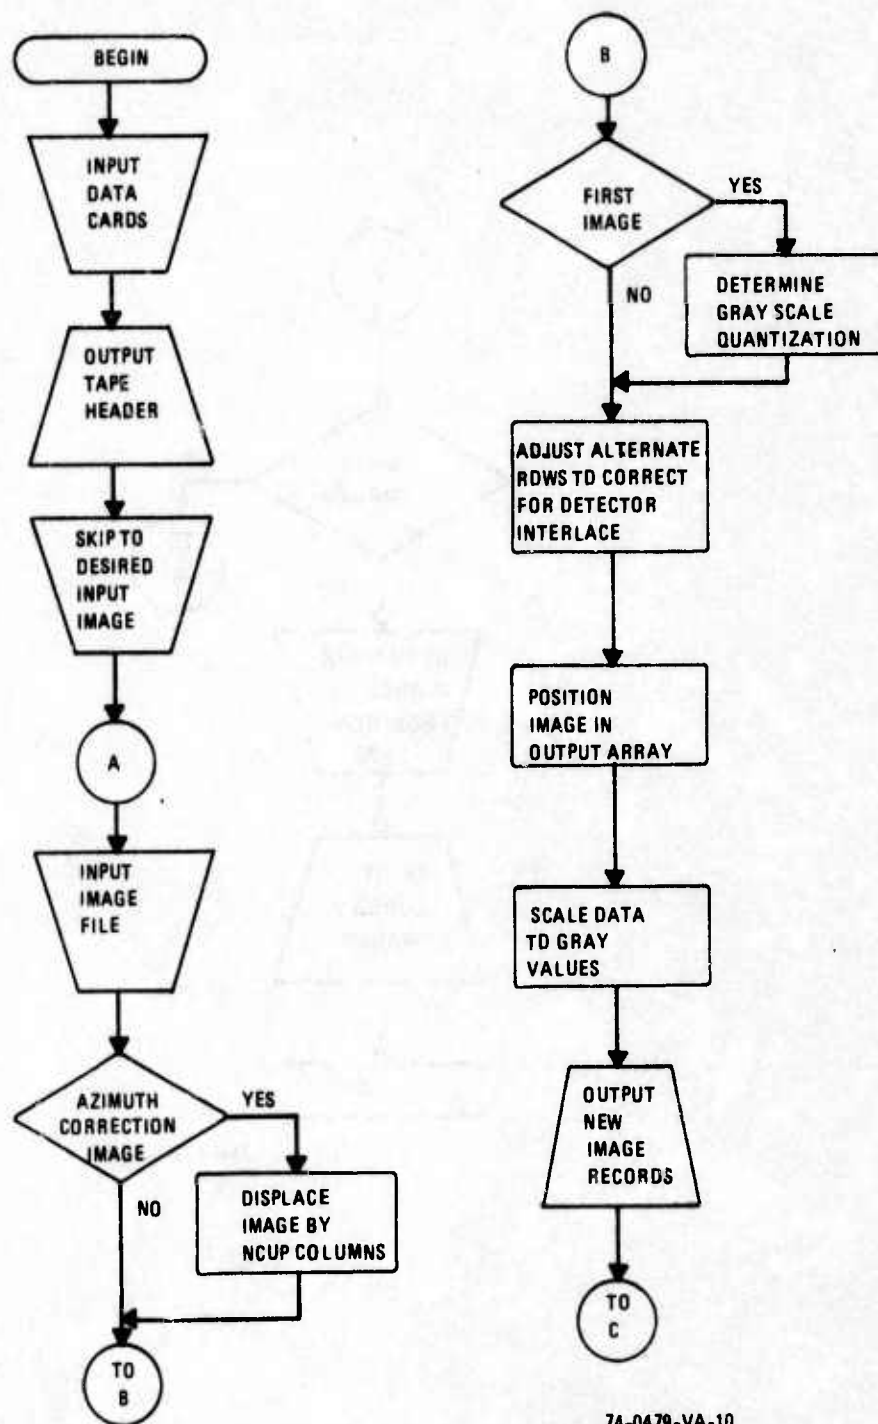 BEGIN
INPUT
DATA
CARDS
OUTPUT
TAPE
HEADER
SKIP TO
DESIRED
INPUT
IMAGE
A
INPUT
IMAGE
FILE
AZIMUTH
CORRECTION
IMAGE
YES
NO
DISPLACE
IMAGE BY
NCUP COLUMNS
TO
B
B
FIRST
IMAGE
YES
NO
DETERMINE
GRAY SCALE
QUANTIZATION
ADJUST ALTERNATE
ROWS TO CORRECT
FOR DETECTOR
INTERLACE
POSITION
IMAGE IN
OUTPUT ARRAY
SCALE DATA
TO GRAY
VALUES
OUTPUT
NEW
IMAGE
RECORDS
TO
C
74-0479-VA-10